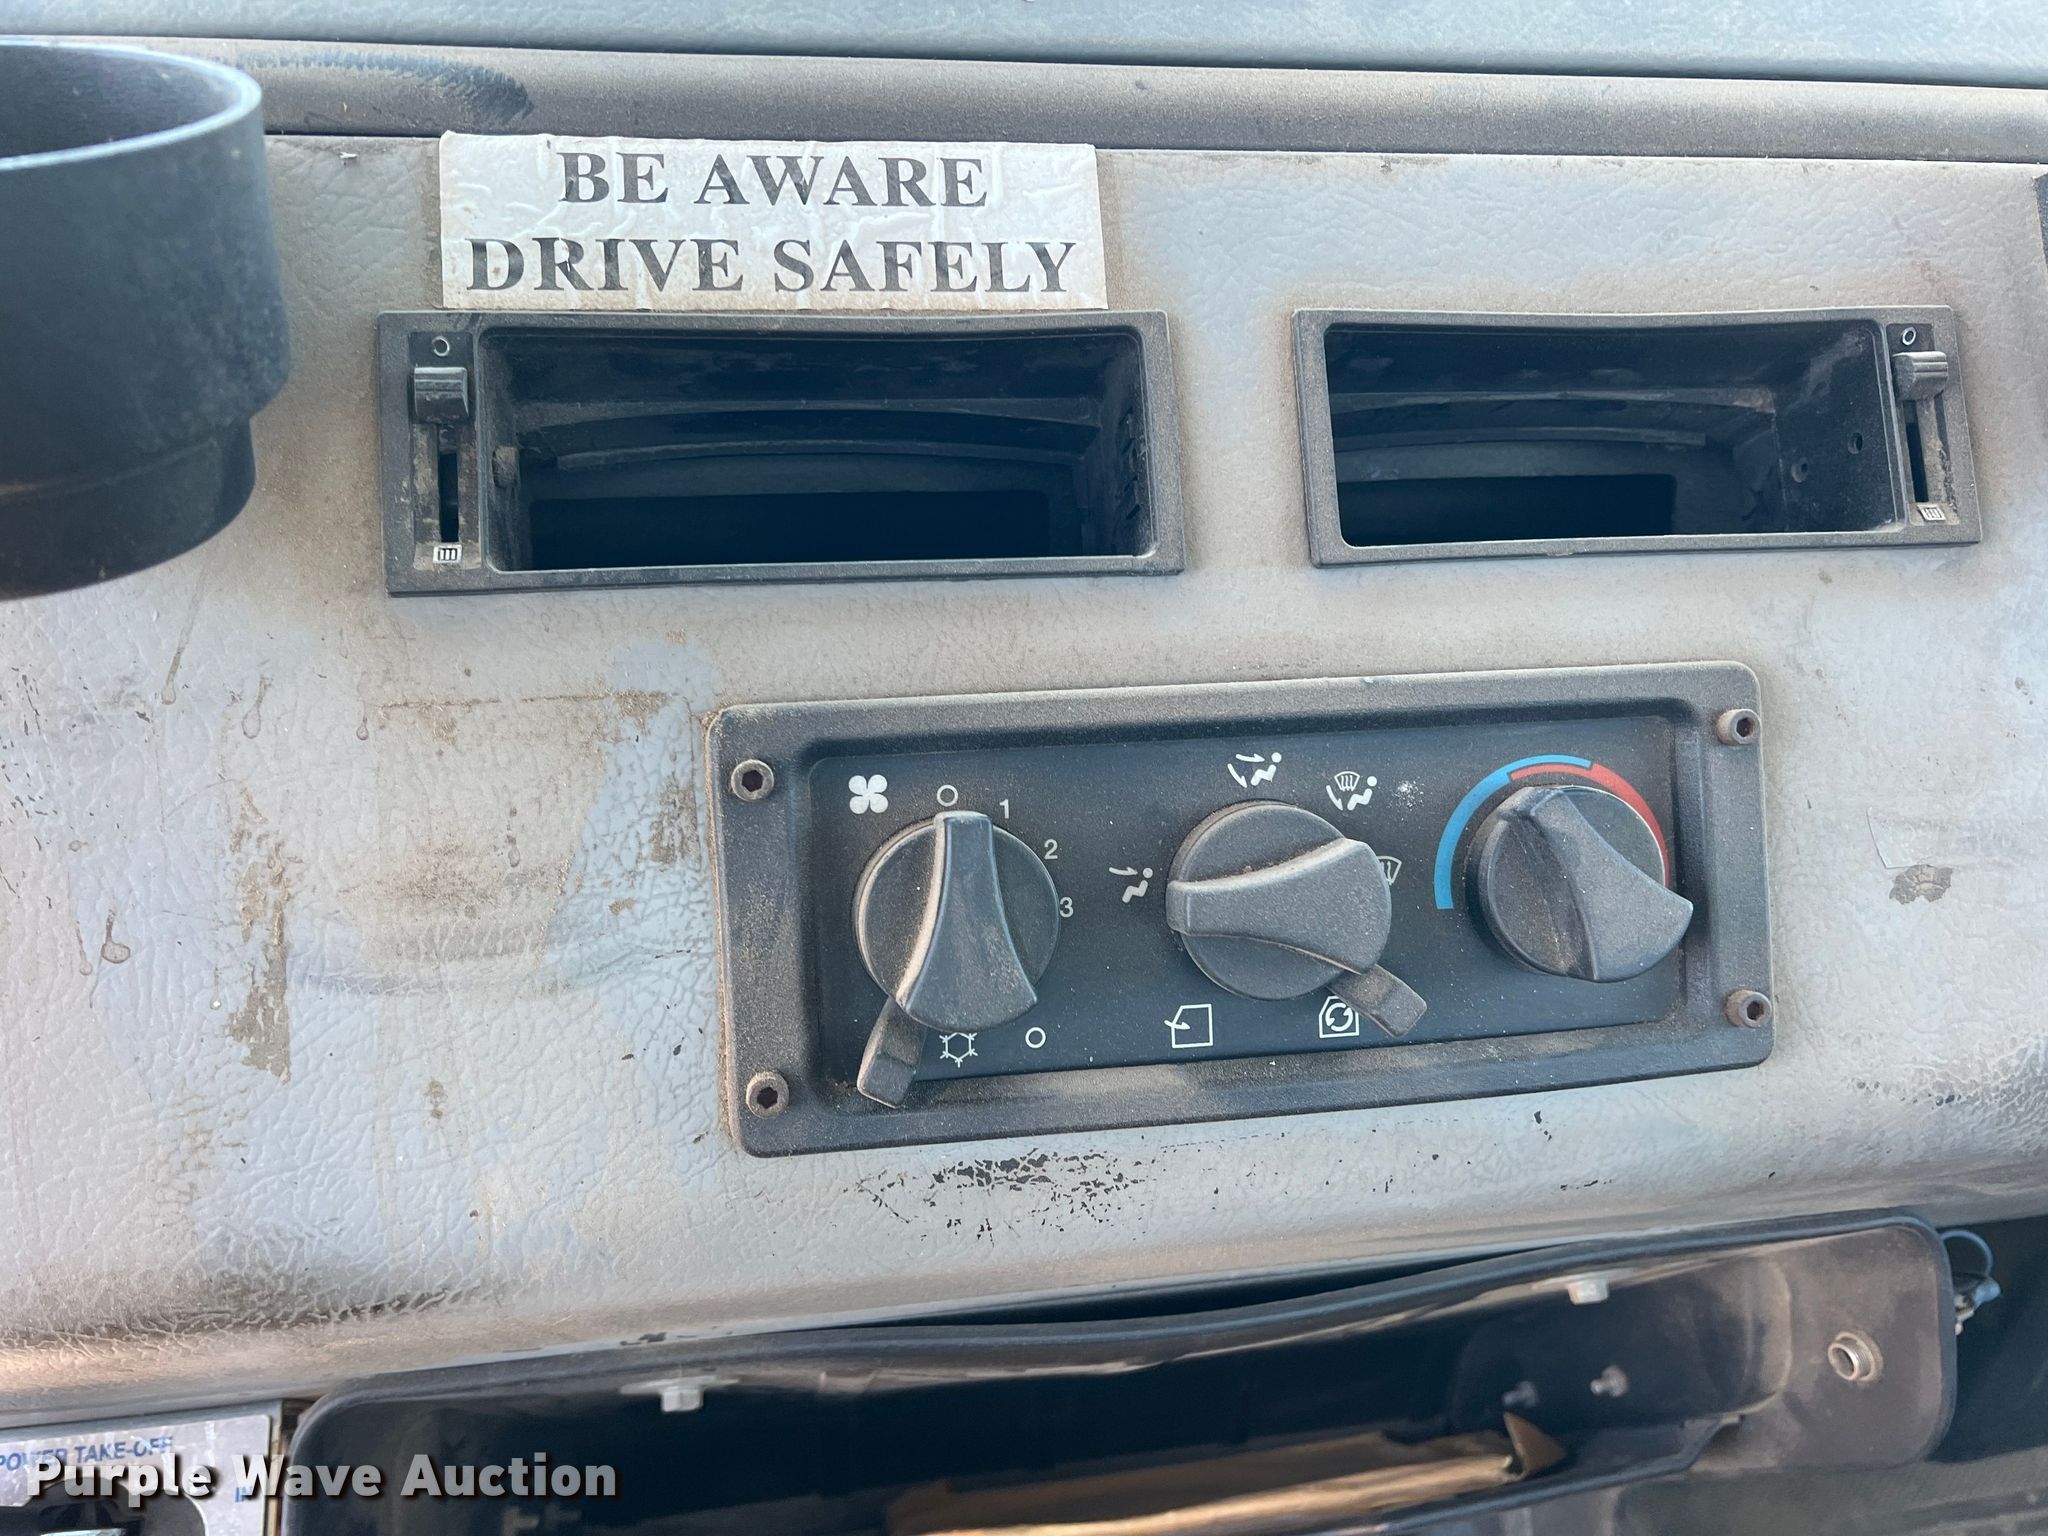 BE AWARE
DRIVE SAFELY
1
2
3
POWER TAKE-OFF
Purple Wave Auction